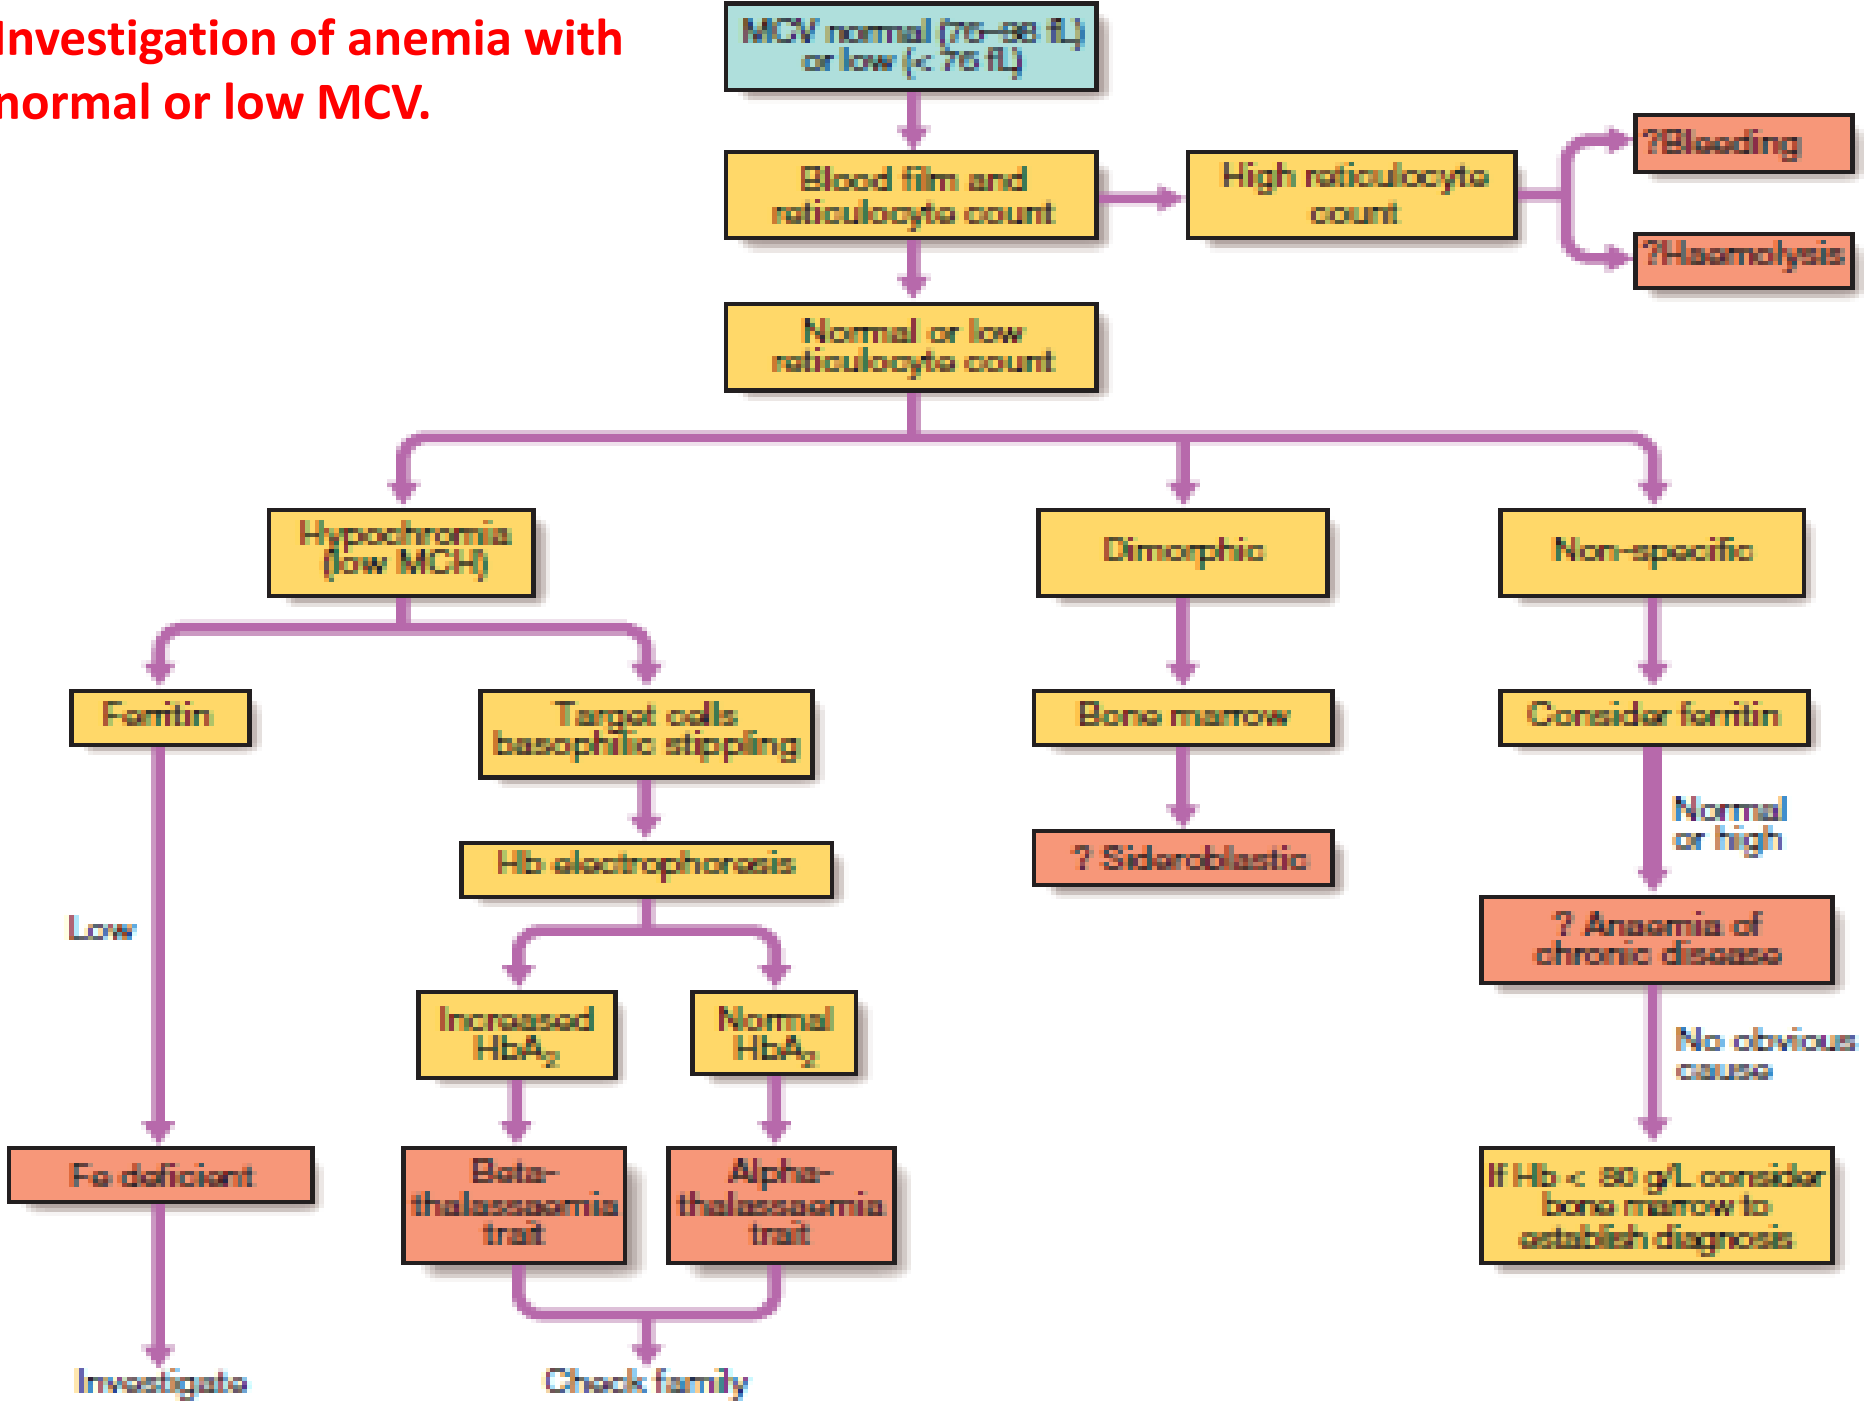 Investigation of anemia with
normal or low MCV.
MCV normal (76–98 fL)
or low (< 76 fL)
Blood film and
reticulocyte count
High reticulocyte
count
?Bleeding
?Haemolysis
Normal or low
reticulocyte count
Hypochromia
(low MCH)
Dimorphic
Non-specific
Ferritin
Target cells
basophilic stippling
Bone marrow
Consider ferritin
Normal
or high
Hb electrophoresis
? Sideroblastic
Low
? Anaemia of
chronic disease
Increased
HbA₂
Normal
HbA₂
No obvious
cause
Fe deficient
Beta-
thalassaemia
trait
Alpha-
thalassaemia
trait
If Hb < 80 g/L consider
bone marrow to
establish diagnosis
Investigate
Check family